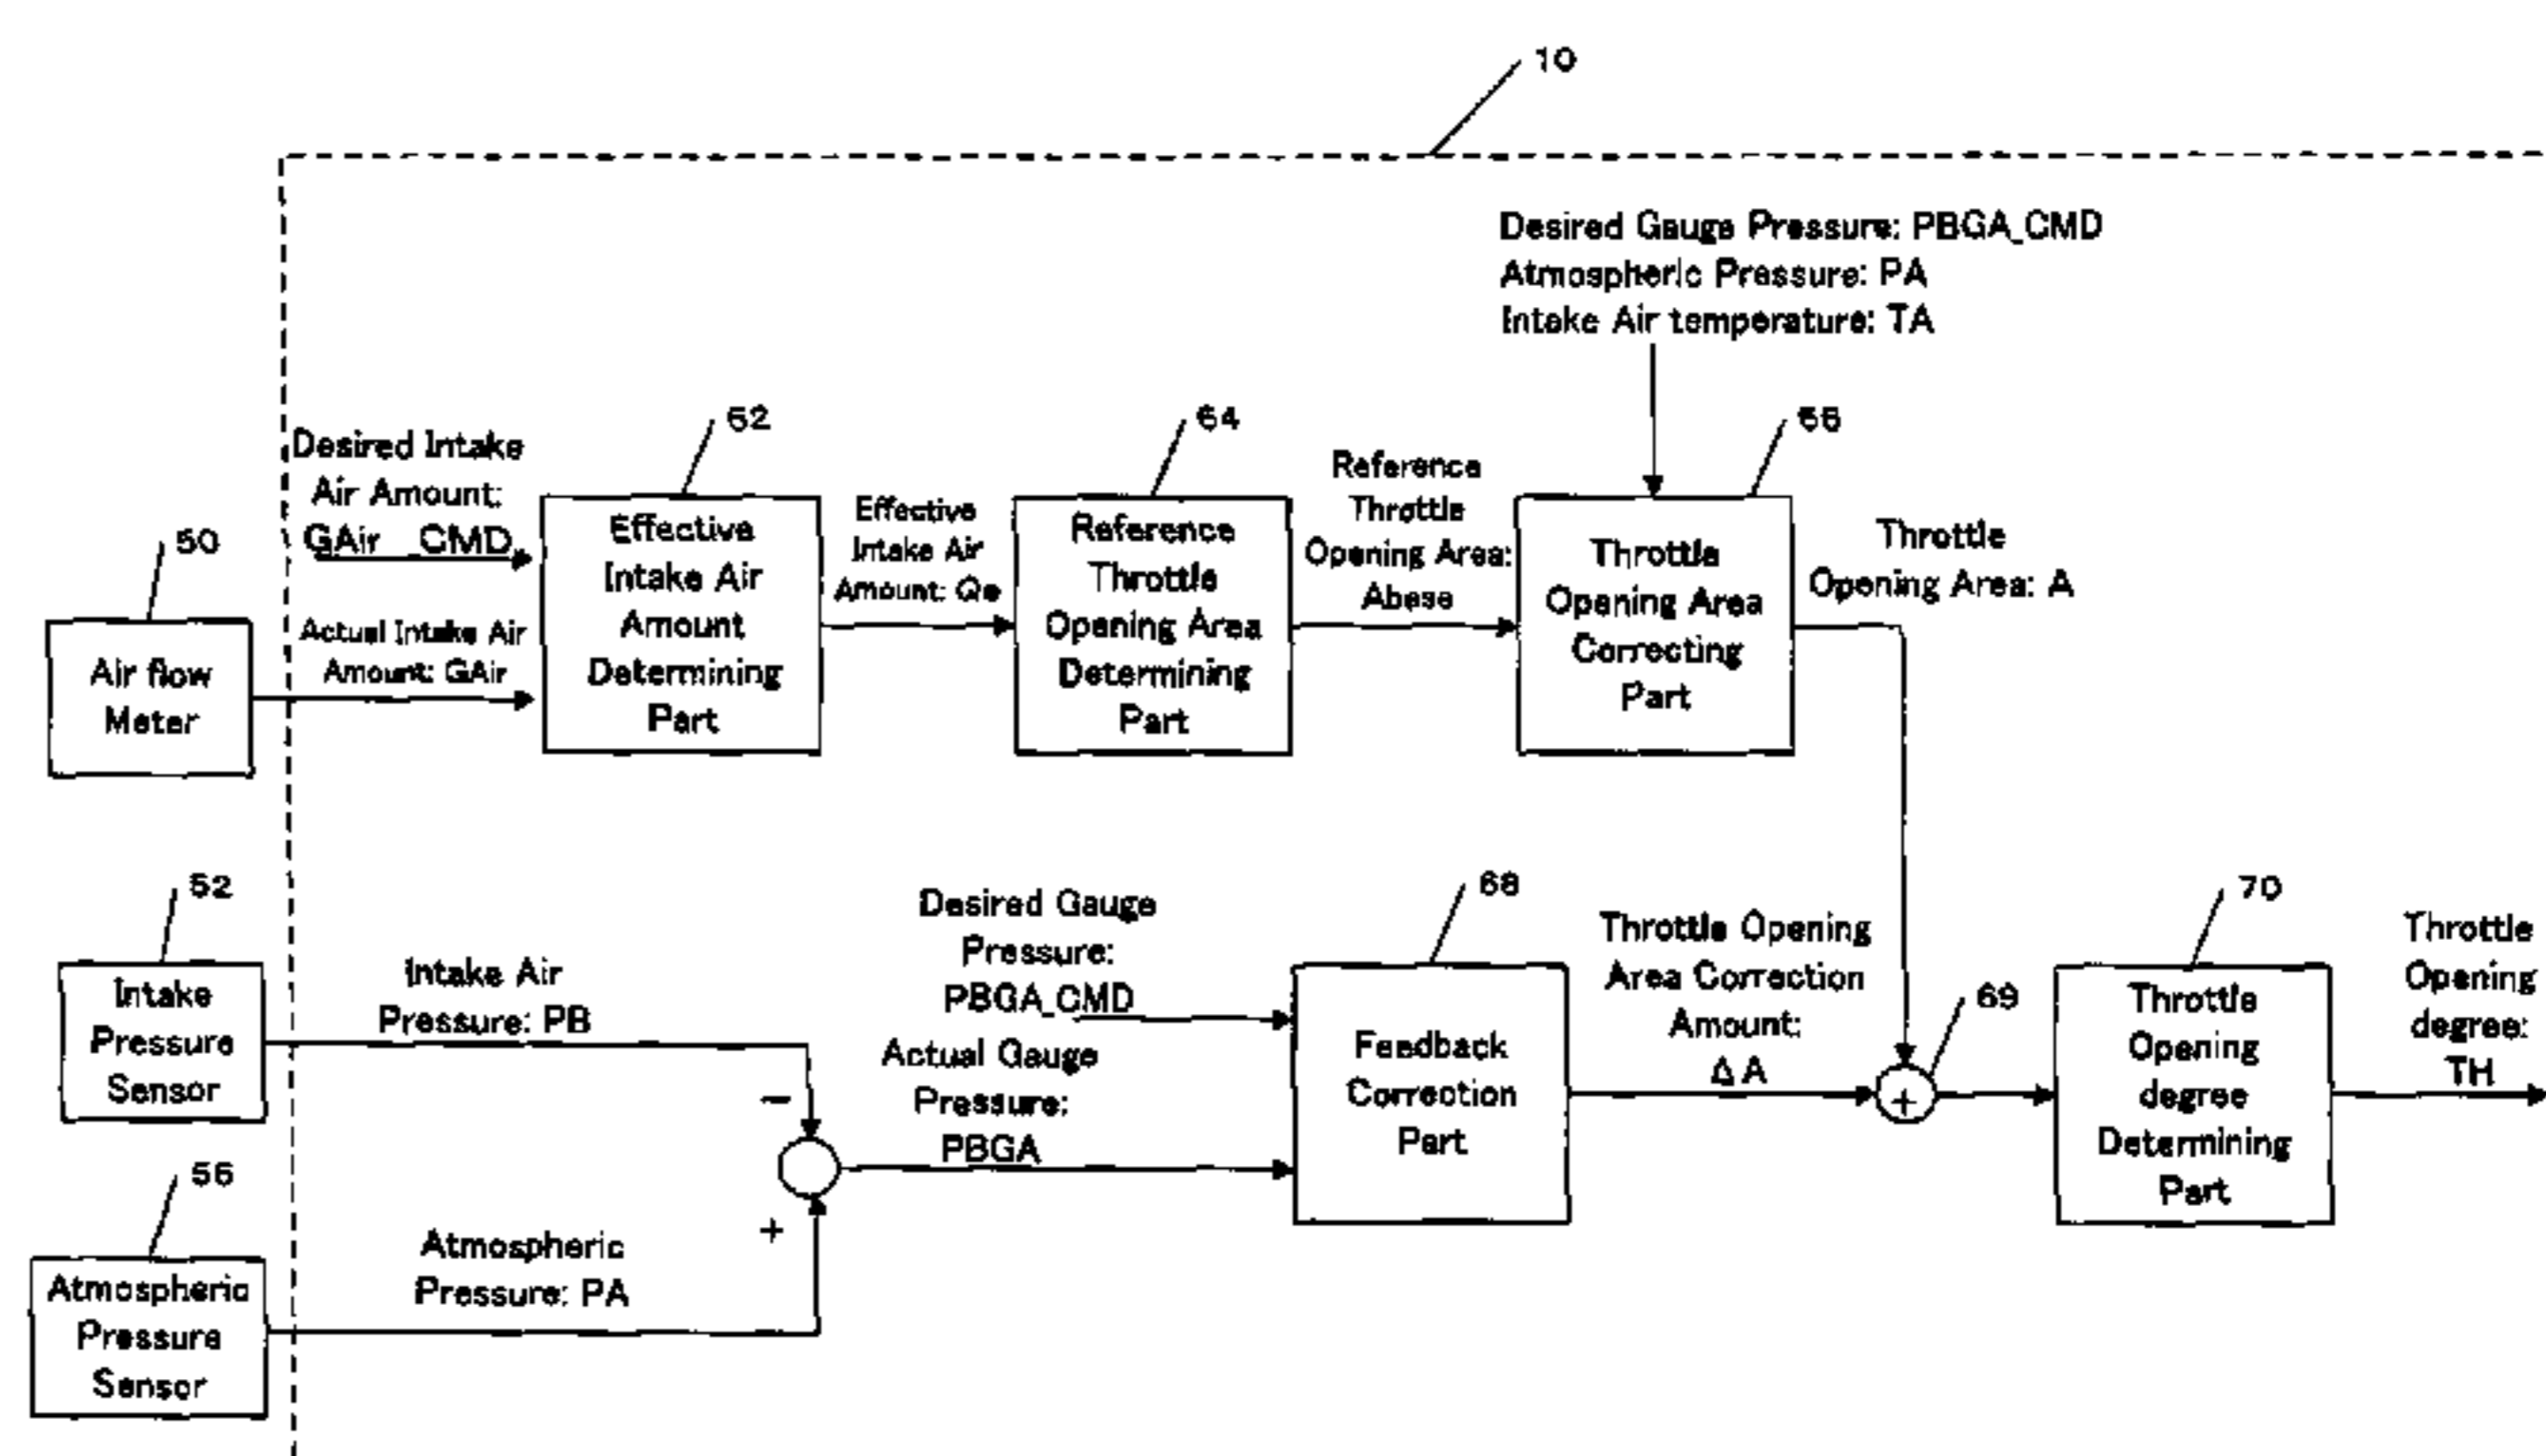 10
Desired Gauge Pressure: PBGA_CMD
Atmospheric Pressure: PA
Intake Air temperature: TA
62
64
66
Desired Intake
Air Amount:
GAir _CMD
Effective
Intake Air
Amount
Determining
Part
Effective
Intake Air
Amount: Qe
Reference
Throttle
Opening Area
Determining
Part
Reference
Throttle
Opening Area:
Abase
Throttle
Opening Area
Correcting
Part
Throttle
Opening Area: A
50
Air flow
Meter
Actual Intake Air
Amount: GAir
52
Intake
Pressure
Sensor
Intake Air
Pressure: PB
−
Desired Gauge
Pressure:
PBGA_CMD
Actual Gauge
Pressure:
PBGA
68
Feedback
Correction
Part
Throttle Opening
Area Correction
Amount:
ΔA
69
+
70
Throttle
Opening
degree
Determining
Part
Throttle
Opening
degree:
TH
56
Atmospheric
Pressure
Sensor
Atmospheric
Pressure: PA
+